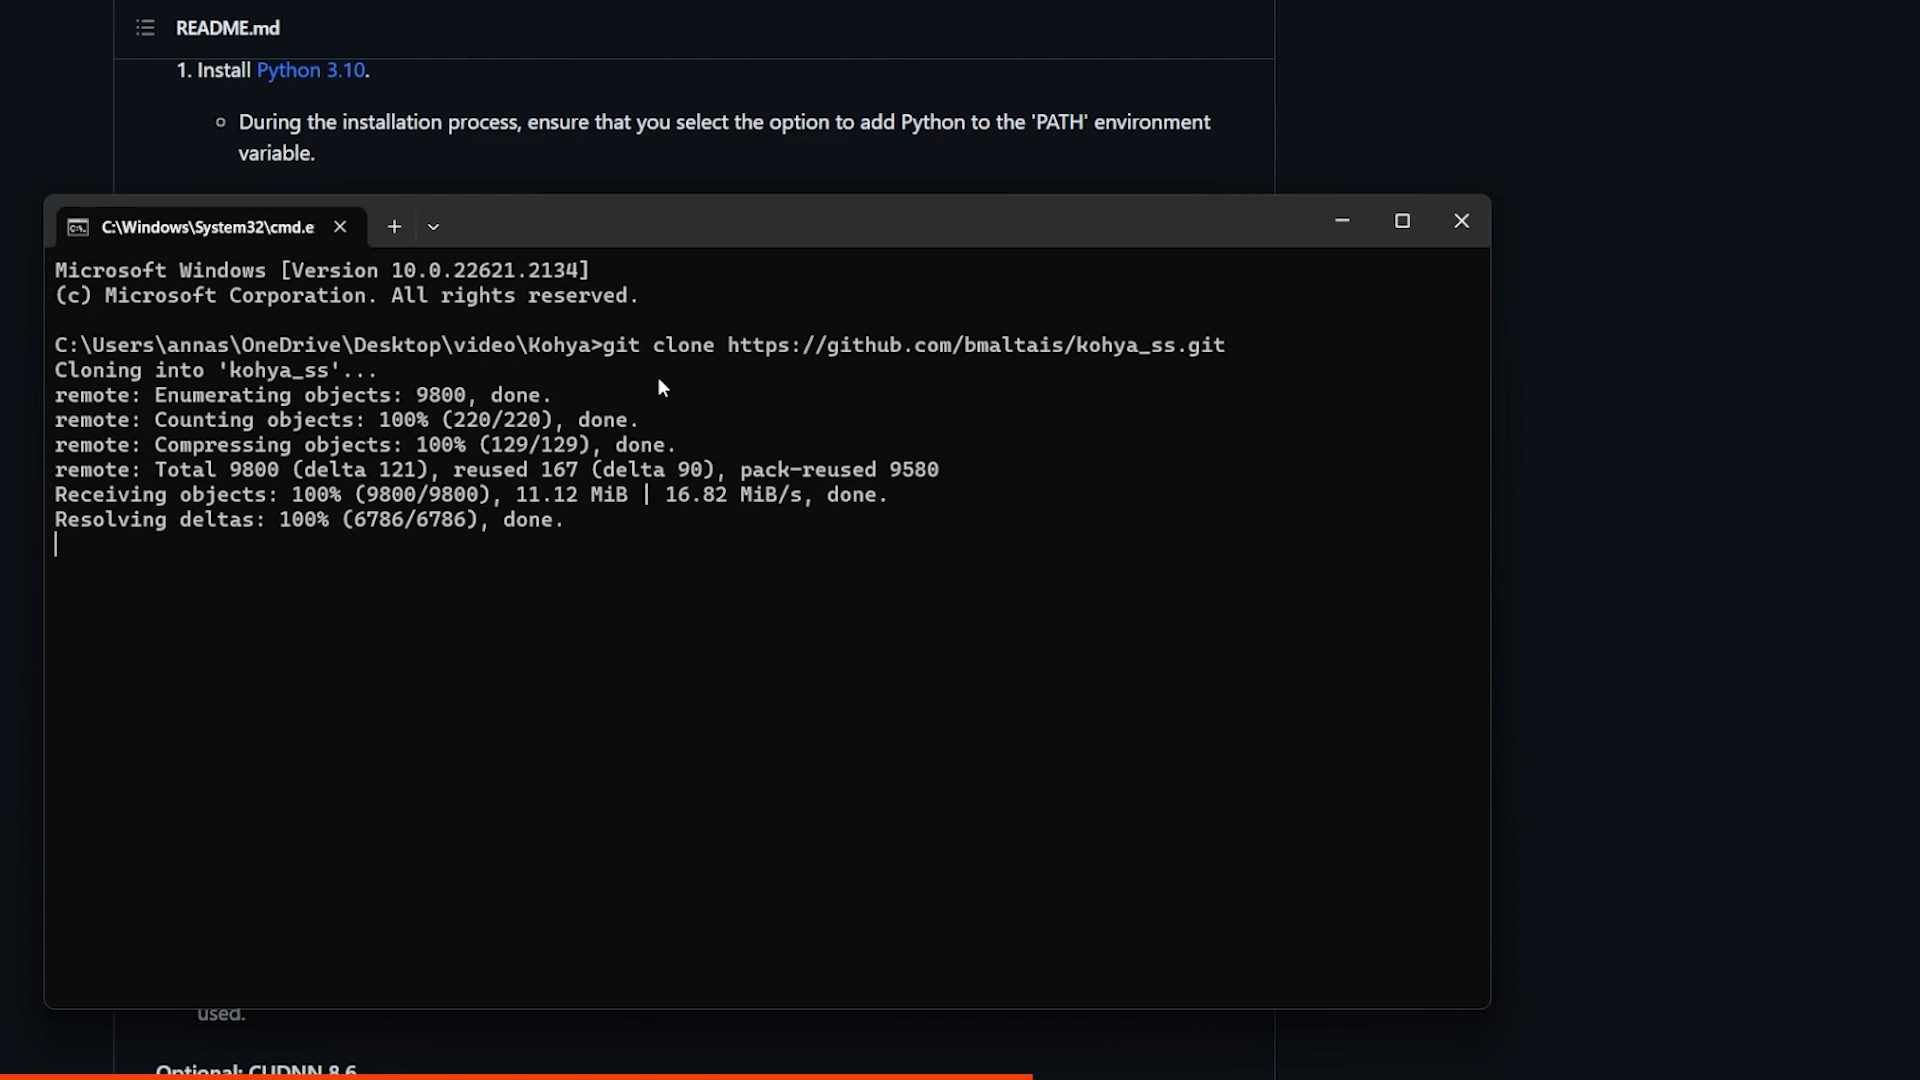 README.md
1. Install Python 3.10.
During the installation process, ensure that you select the option to add Python to the 'PATH' environment
variable.
C:\Windows\System32\cmd.e
Microsoft Windows [Version 10.0.22621.2134]
(c) Microsoft Corporation. All rights reserved.
C:\Users\annas\OneDrive\Desktop\video\Kohya>git clone https://github.com/bmaltais/kohya_ss.git
Cloning into 'kohya_ss'...
remote: Enumerating objects: 9800, done.
remote: Counting objects: 100% (220/220), done.
remote: Compressing objects: 100% (129/129), done.
remote: Total 9800 (delta 121), reused 167 (delta 90), pack-reused 9580
Receiving objects: 100% (9800/9800), 11.12 MiB | 16.82 MiB/s, done.
Resolving deltas: 100% (6786/6786), done.
used.
Optional: CUDNN 8.6